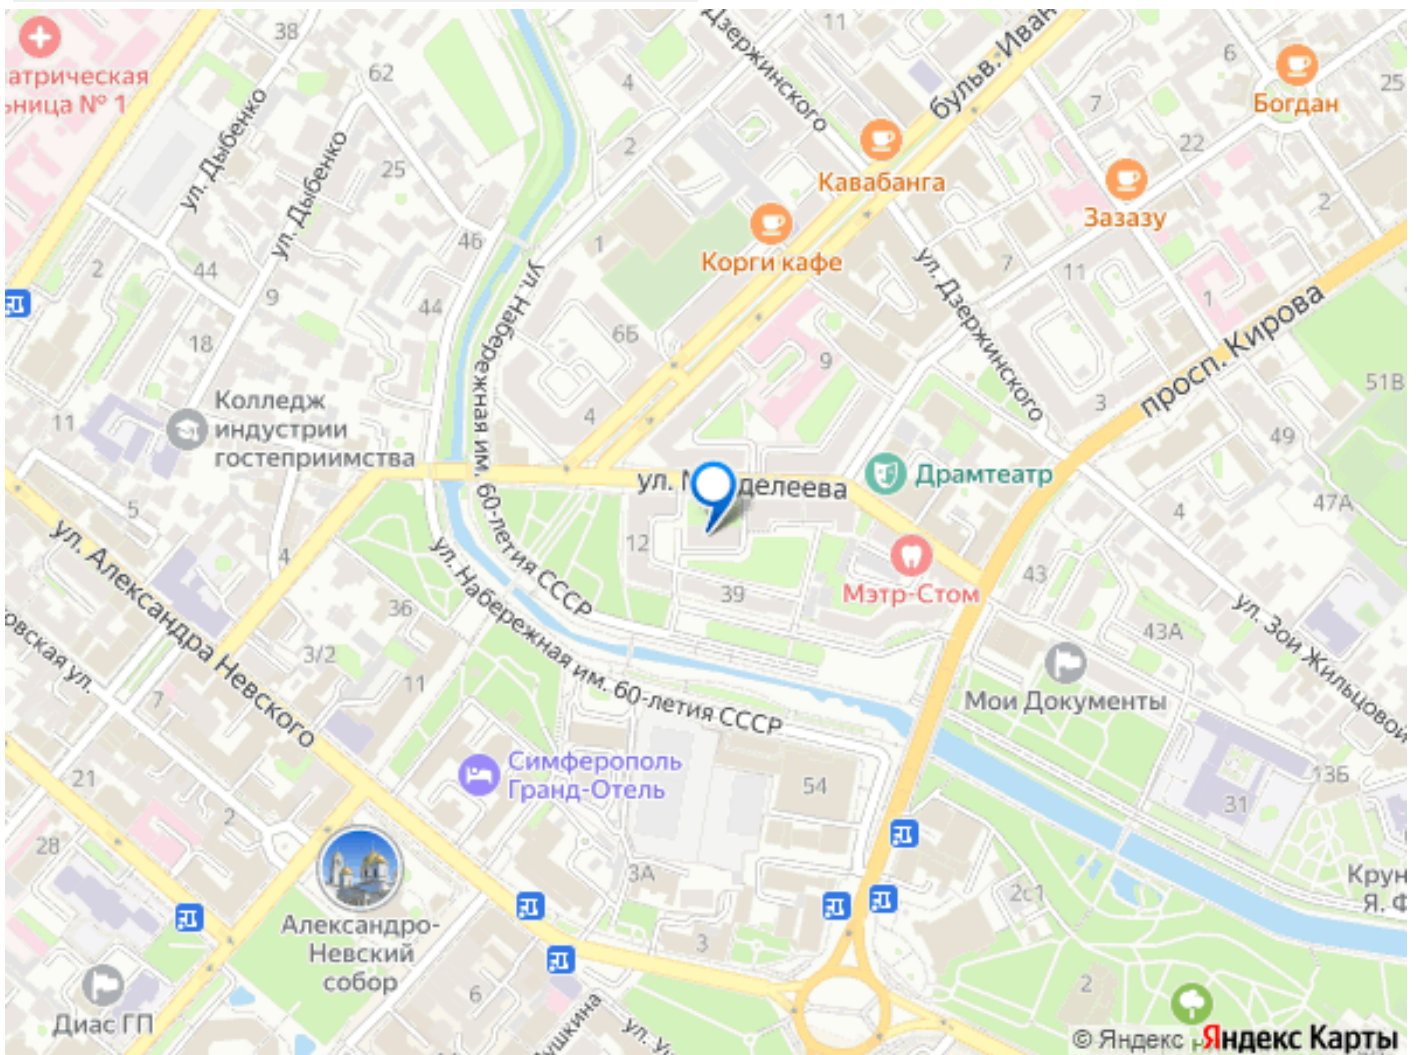 38
атрическая
ьница № 1
62
ул. Дыбенко
ул. Дыбенко
25
4
2
Дзержинского
бульв. Иван
6
Богдан
25
7
22
Кавабанга
Зазазу
2
Корги кафе
46
1
ул. Дзержинского
7
11
1
просп. Кирова
2
44
9
44
18
ул. Набережная им. 60-летия СССР
6Б
9
51В
3
49
11
Колледж
индустрии
гостеприимства
4
ул. М
делеева
Драмтеатр
47А
4
5
4
ул. Александра Невского
12
39
Мэтр-Стом
43
43А
ул. Зои Жильцовой
36
3/2
11
ул. Набережная им. 60-летия СССР
овская ул.
7
Мои Документы
Симферополь
Гранд-Отель
54
13Б
31
21
2
28
3А
2с1
Крун
Я. Ф
Александро-
Невский
собор
3
6
2
Диас ГП
ушкина
ул.
© Яндекс
Яндекс Карты